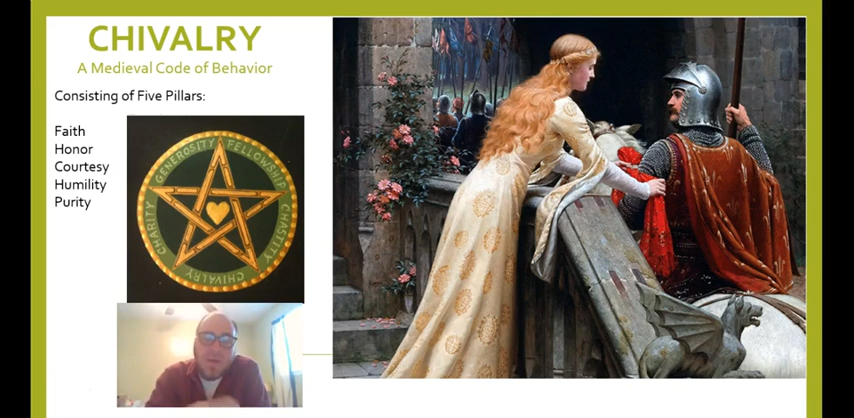 CHIVALRY
A Medieval Code of Behavior
Consisting of Five Pillars:
Faith
Honor
Courtesy
Humility
Purity
GENEROSITY
FELLOWSHIP
CHASTITY
CHIVALRY
CHARITY